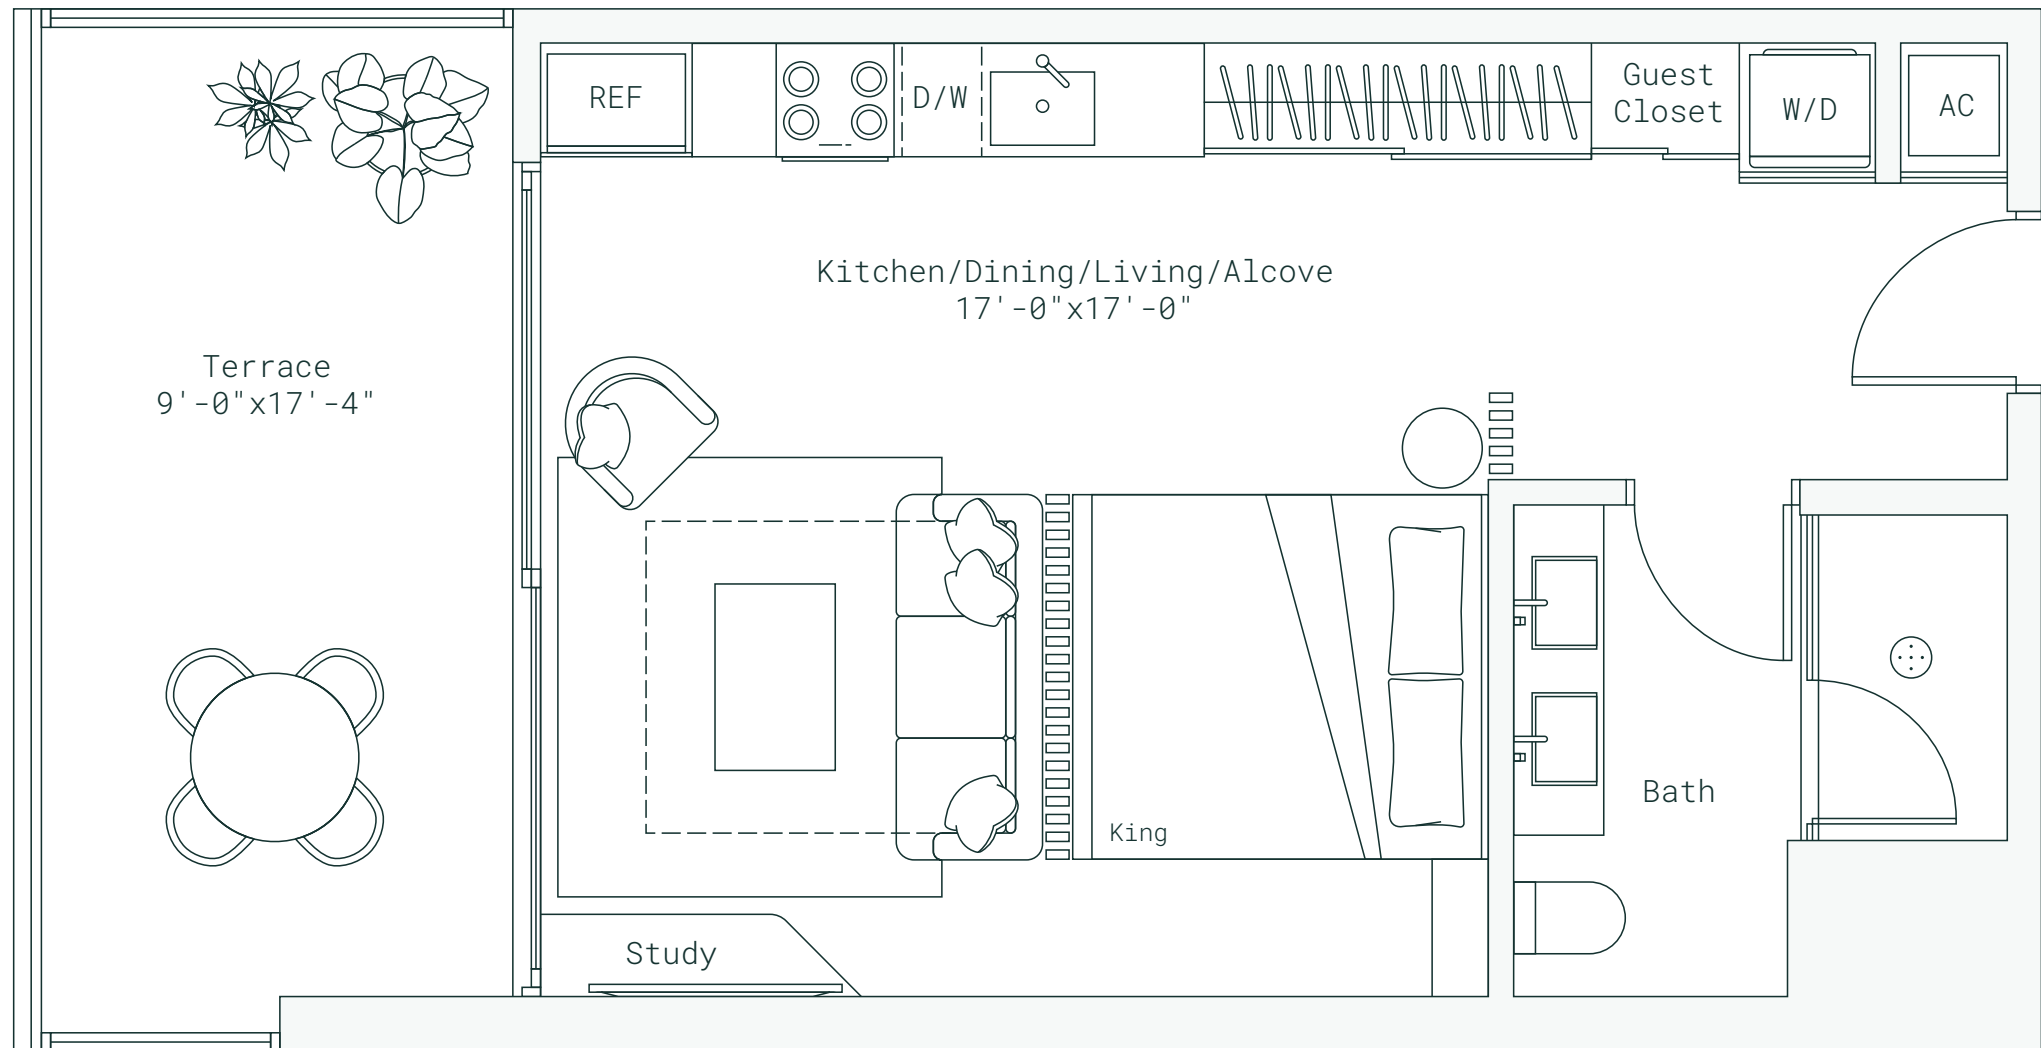 REF
D/W
Guest
Closet
W/D
AC
Kitchen/Dining/Living/Alcove
17'-0"x17'-0"
Terrace
9'-0"x17'-4"
Bath
King
Study